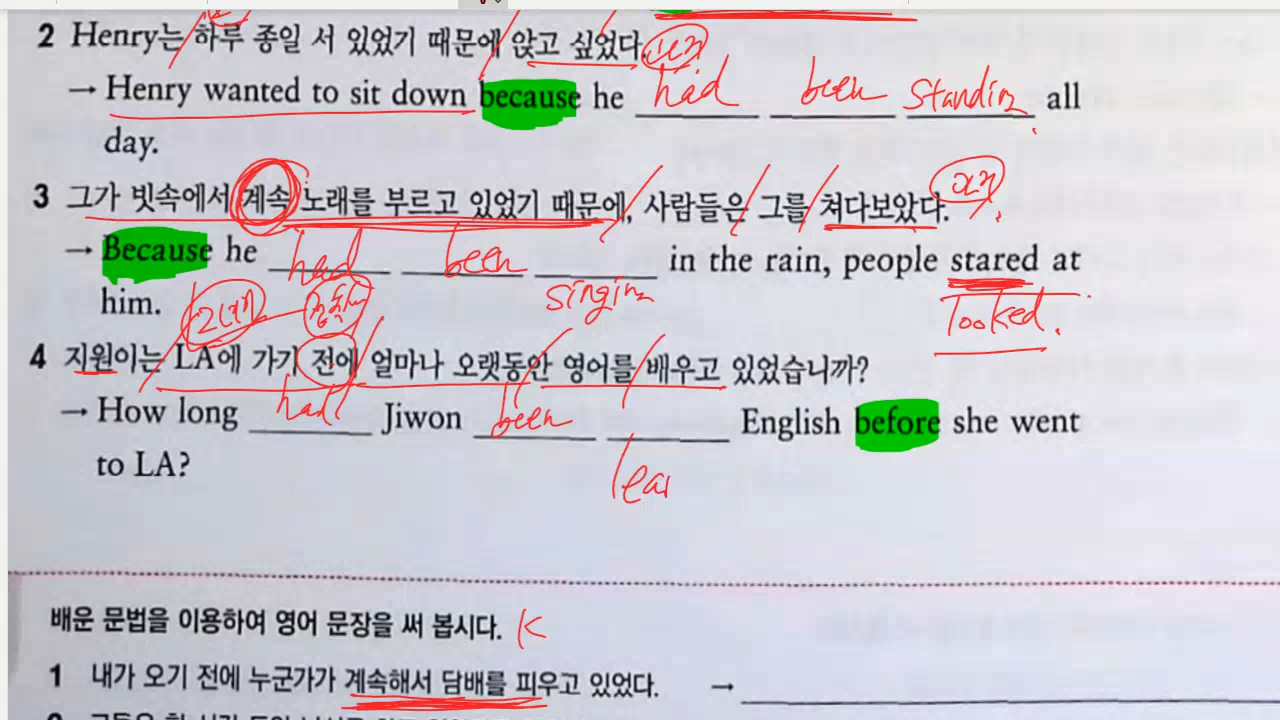 2 Henry는 하루 종일 서 있었기 때문에 앉고 싶었다.
→ Henry wanted to sit down because he had been standing all
day.
3 그가 빗속에서 계속 노래를 부르고 있었기 때문에, 사람들은 그를 쳐다보았다.
→ Because he had been singing in the rain, people stared at
him.
looked.
4 지원이는 LA에 가기 전에 얼마나 오랫동안 영어를 배우고 있었습니까?
→ How long had Jiwon been lear English before she went
to LA?
배운 문법을 이용하여 영어 문장을 써 봅시다. K
1 내가 오기 전에 누군가가 계속해서 담배를 피우고 있었다. →